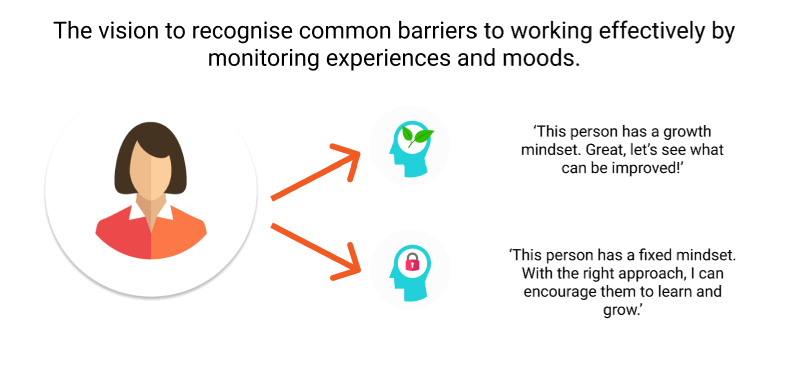 The vision to recognise common barriers to working effectively by
monitoring experiences and moods.
‘This person has a growth
mindset. Great, let’s see what
can be improved!’
‘This person has a fixed mindset.
With the right approach, I can
encourage them to learn and
grow.’